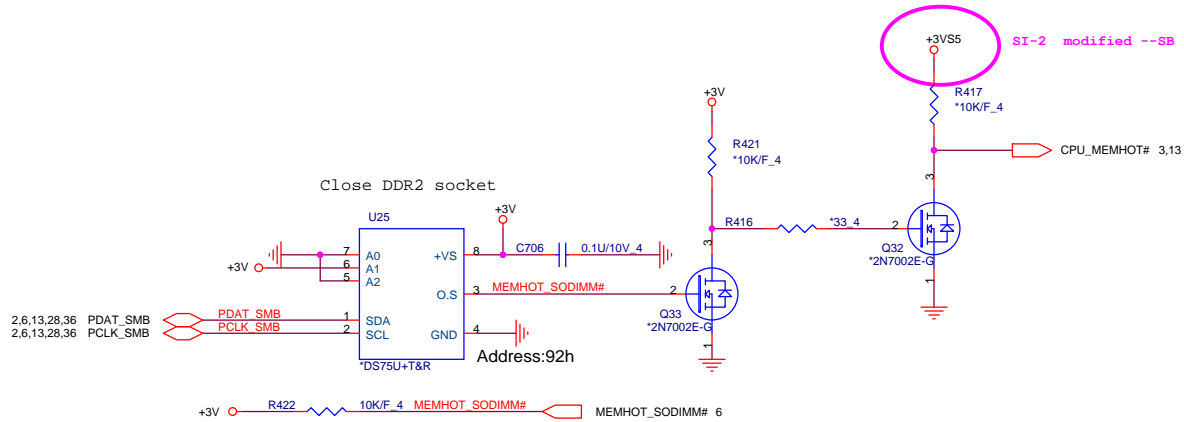 +3VS5
SI-2 modified --SB
+3V
R417
*10K/F_4
R421
*10K/F_4
CPU_MEMHOT# 3,13
3
Close DDR2 socket
U25
+3V
R416
*33_4
2
Q32
*2N7002E-G
1
7 A0
+VS 8
C706
0.1U/10V_4
3
+3V
6 A1
5 A2
O.S 3
MEMHOT_SODIMM#
2
Q33
*2N7002E-G
1
2,6,13,28,36 PDAT_SMB
PDAT_SMB
1 SDA
2,6,13,28,36 PCLK_SMB
PCLK_SMB
2 SCL
GND 4
Address:92h
*DS75U+T&R
+3V
R422
10K/F_4
MEMHOT_SODIMM#
MEMHOT_SODIMM# 6